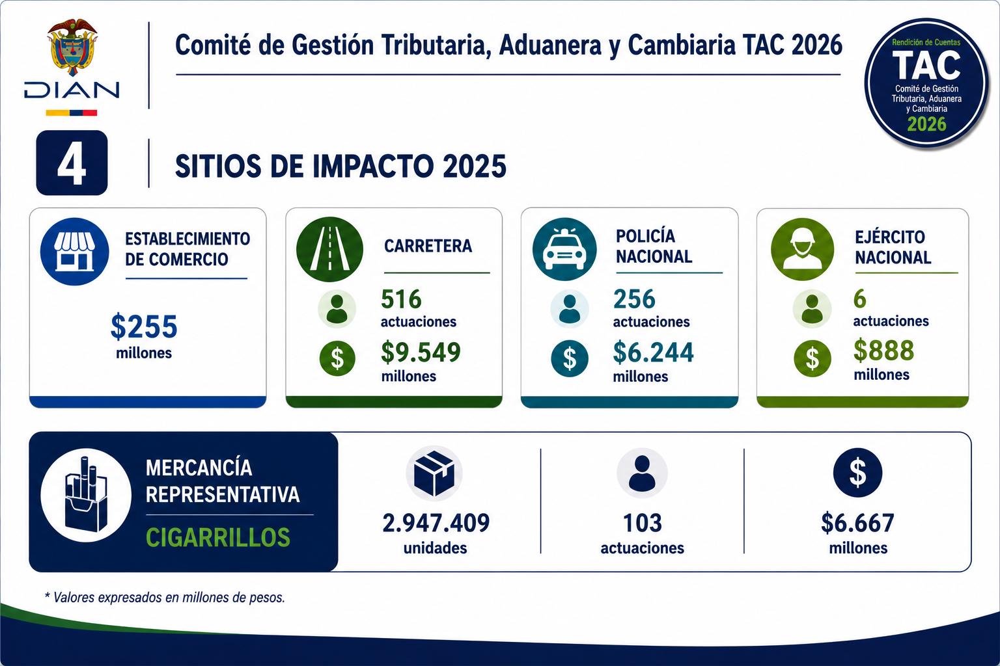 DIAN
Comité de Gestión Tributaria, Aduanera y Cambiaria TAC 2026
Rendición de Cuentas
TAC
Comité de Gestión
Tributaria, Aduanera
y Cambiaria
2026
4
SITIOS DE IMPACTO 2025
ESTABLECIMIENTO
DE COMERCIO
$255
millones
CARRETERA
516
actuaciones
$
$9.549
millones
POLICÍA
NACIONAL
256
actuaciones
$
$6.244
millones
EJÉRCITO
NACIONAL
6
actuaciones
$
$888
millones
MERCANCÍA
REPRESENTATIVA
CIGARRILLOS
2.947.409
unidades
103
actuaciones
$
$6.667
millones
* Valores expresados en millones de pesos.